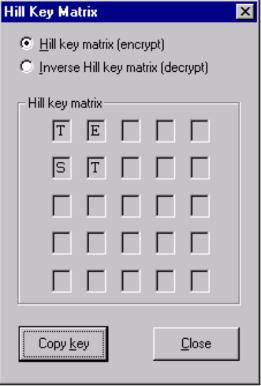 Hill Key Matrix
Hill key matrix (encrypt)
Inverse Hill key matrix (decrypt)
Hill key matrix
T E
S T
Copy key Close